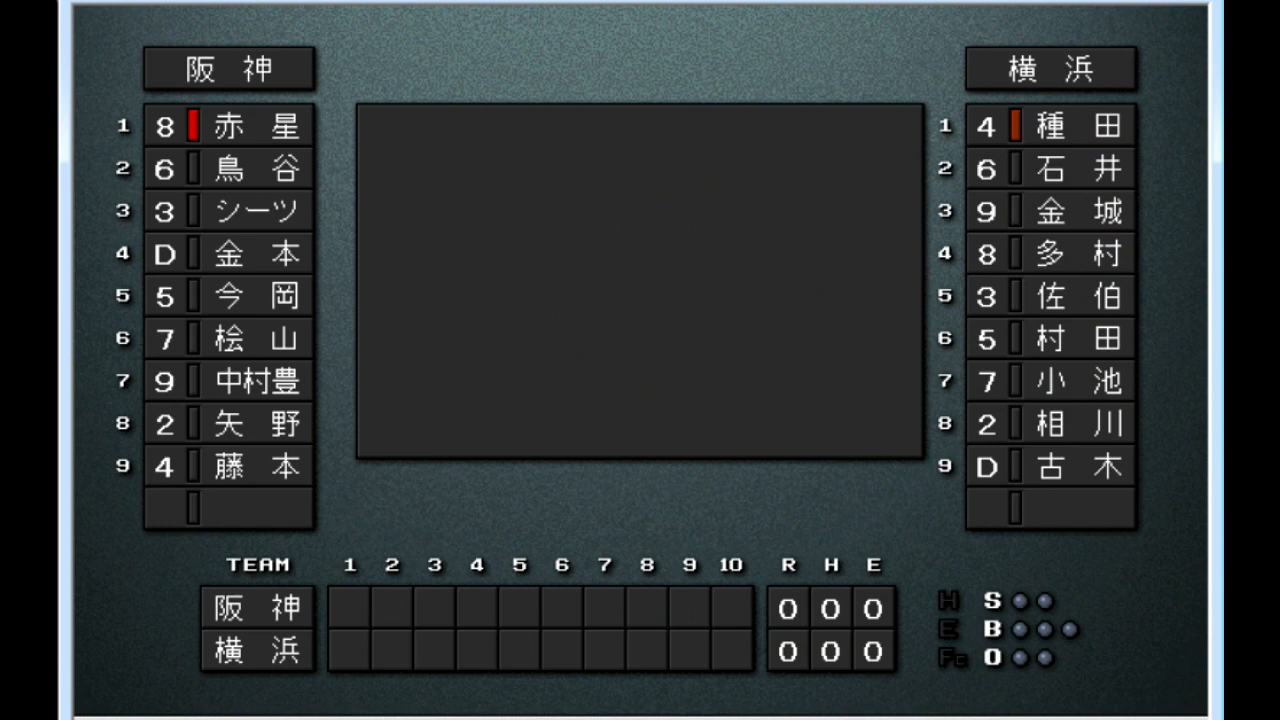 阪 神
1 8 赤 星
2 6 鳥 谷
3 3 シーツ
4 D 金 本
5 5 今 岡
6 7 桧 山
7 9 中村豊
8 2 矢 野
9 4 藤 本
横 浜
1 4 種 田
2 6 石 井
3 9 金 城
4 8 多 村
5 3 佐 伯
6 5 村 田
7 7 小 池
8 2 相 川
9 D 古 木
TEAM 1 2 3 4 5 6 7 8 9 10 R H E
阪 神 0 0 0
横 浜 0 0 0
H S
E B
Fc O